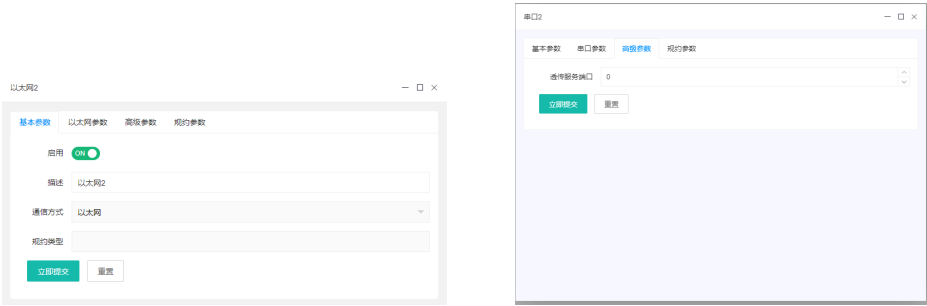 以太网2
基本参数 以太网参数 高级参数 规约参数
启用 ON
描述 以太网2
通信方式 以太网
规约类型
立即提交 重置
串口2
基本参数 串口参数 高级参数 规约参数
透传服务端口 0
立即提交 重置